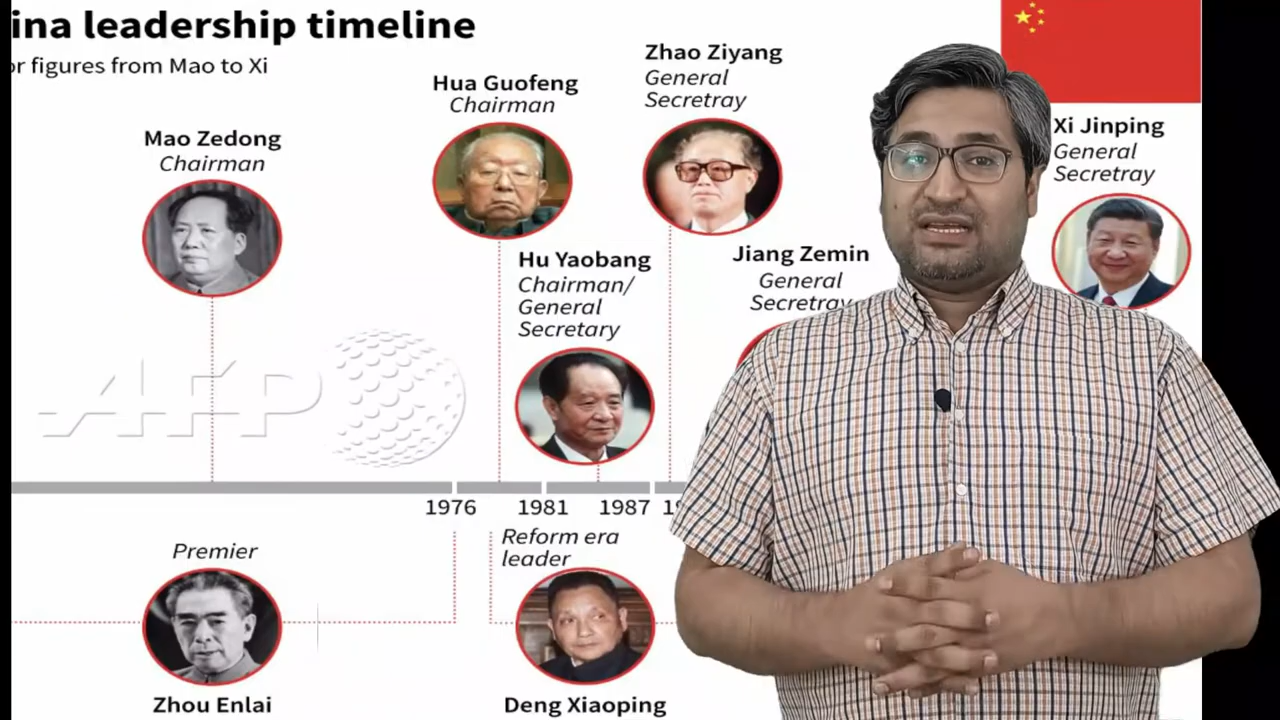 ina leadership timeline
or figures from Mao to Xi
Mao Zedong
Chairman
Hua Guofeng
Chairman
Zhao Ziyang
General
Secretray
Xi Jinping
General
Secretray
Hu Yaobang
Chairman/
General
Secretary
Jiang Zemin
General
Secretray
AFP
1976
1981
1987
Premier
Zhou Enlai
Reform era
leader
Deng Xiaoping